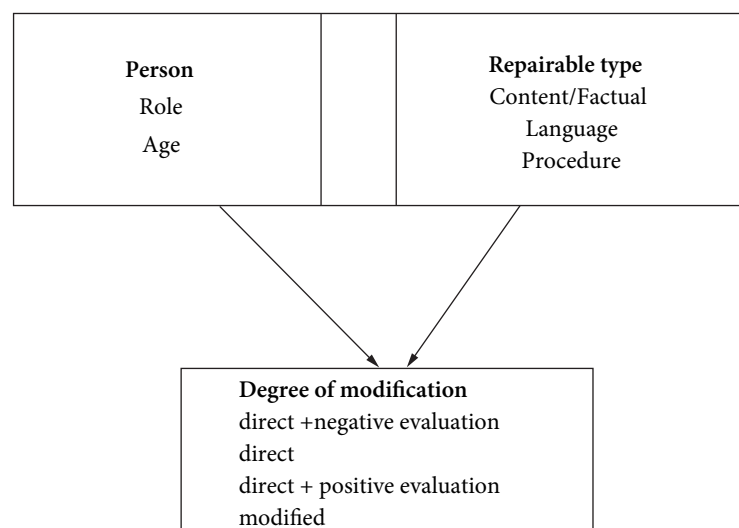 Person
Role
Age
Repairable type
Content/Factual
Language
Procedure
Degree of modification
direct +negative evaluation
direct
direct + positive evaluation
modified